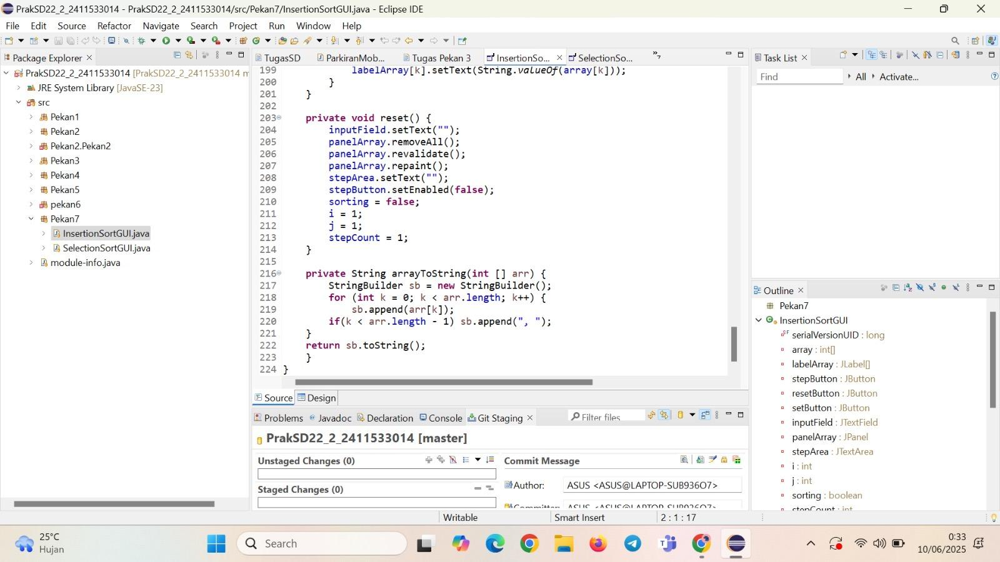 PrakSD22_2_2411533014 - PrakSD22_2_2411533014/src/Pekan7/InsertionSortGUI.java - Eclipse IDE
File Edit Source Refactor Navigate Search Project Run Window Help
Package Explorer
PrakSD22_2_2411533014 [PrakSD22_2_2411533014 m
JRE System Library [JavaSE-23]
src
Pekan1
Pekan2
Pekan2.Pekan2
Pekan3
Pekan4
Pekan5
pekan6
Pekan7
InsertionSortGUI.java
SelectionSortGUI.java
module-info.java
TugasSD ParkiranMob... Tugas Pekan 3 InsertionSo... SelectionSo... »7
199 labelArray[k].setText(String.valueOf(array[k]));
200 }
201 }
202
203 private void reset() {
204 inputField.setText("");
205 panelArray.removeAll();
206 panelArray.revalidate();
207 panelArray.repaint();
208 stepArea.setText("");
209 stepButton.setEnabled(false);
210 sorting = false;
211 i = 1;
212 j = 1;
213 stepCount = 1;
214 }
215
216 private String arrayToString(int [] arr) {
217 StringBuilder sb = new StringBuilder();
218 for (int k = 0; k < arr.length; k++) {
219 sb.append(arr[k]);
220 if(k < arr.length - 1) sb.append(", ");
221 }
222 return sb.toString();
223 }
224 }
Source Design
Problems Javadoc Declaration Console Git Staging Filter files
PrakSD22_2_2411533014 [master]
Unstaged Changes (0)
Staged Changes (0)
Commit Message
Author: ASUS <ASUS@LAPTOP-SUB936O7>
Committer: ASUS <ASUS@LAPTOP-SUB936O7>
Task List
Find All Activate...
Outline
Pekan7
InsertionSortGUI
serialVersionUID : long
array : int[]
labelArray : JLabel[]
stepButton : JButton
resetButton : JButton
setButton : JButton
inputField : JTextField
panelArray : JPanel
stepArea : JTextArea
i : int
j : int
sorting : boolean
stepCount : int
Writable Smart Insert 2 : 1 : 17
25°C
Hujan
Search
0:33
10/06/2025